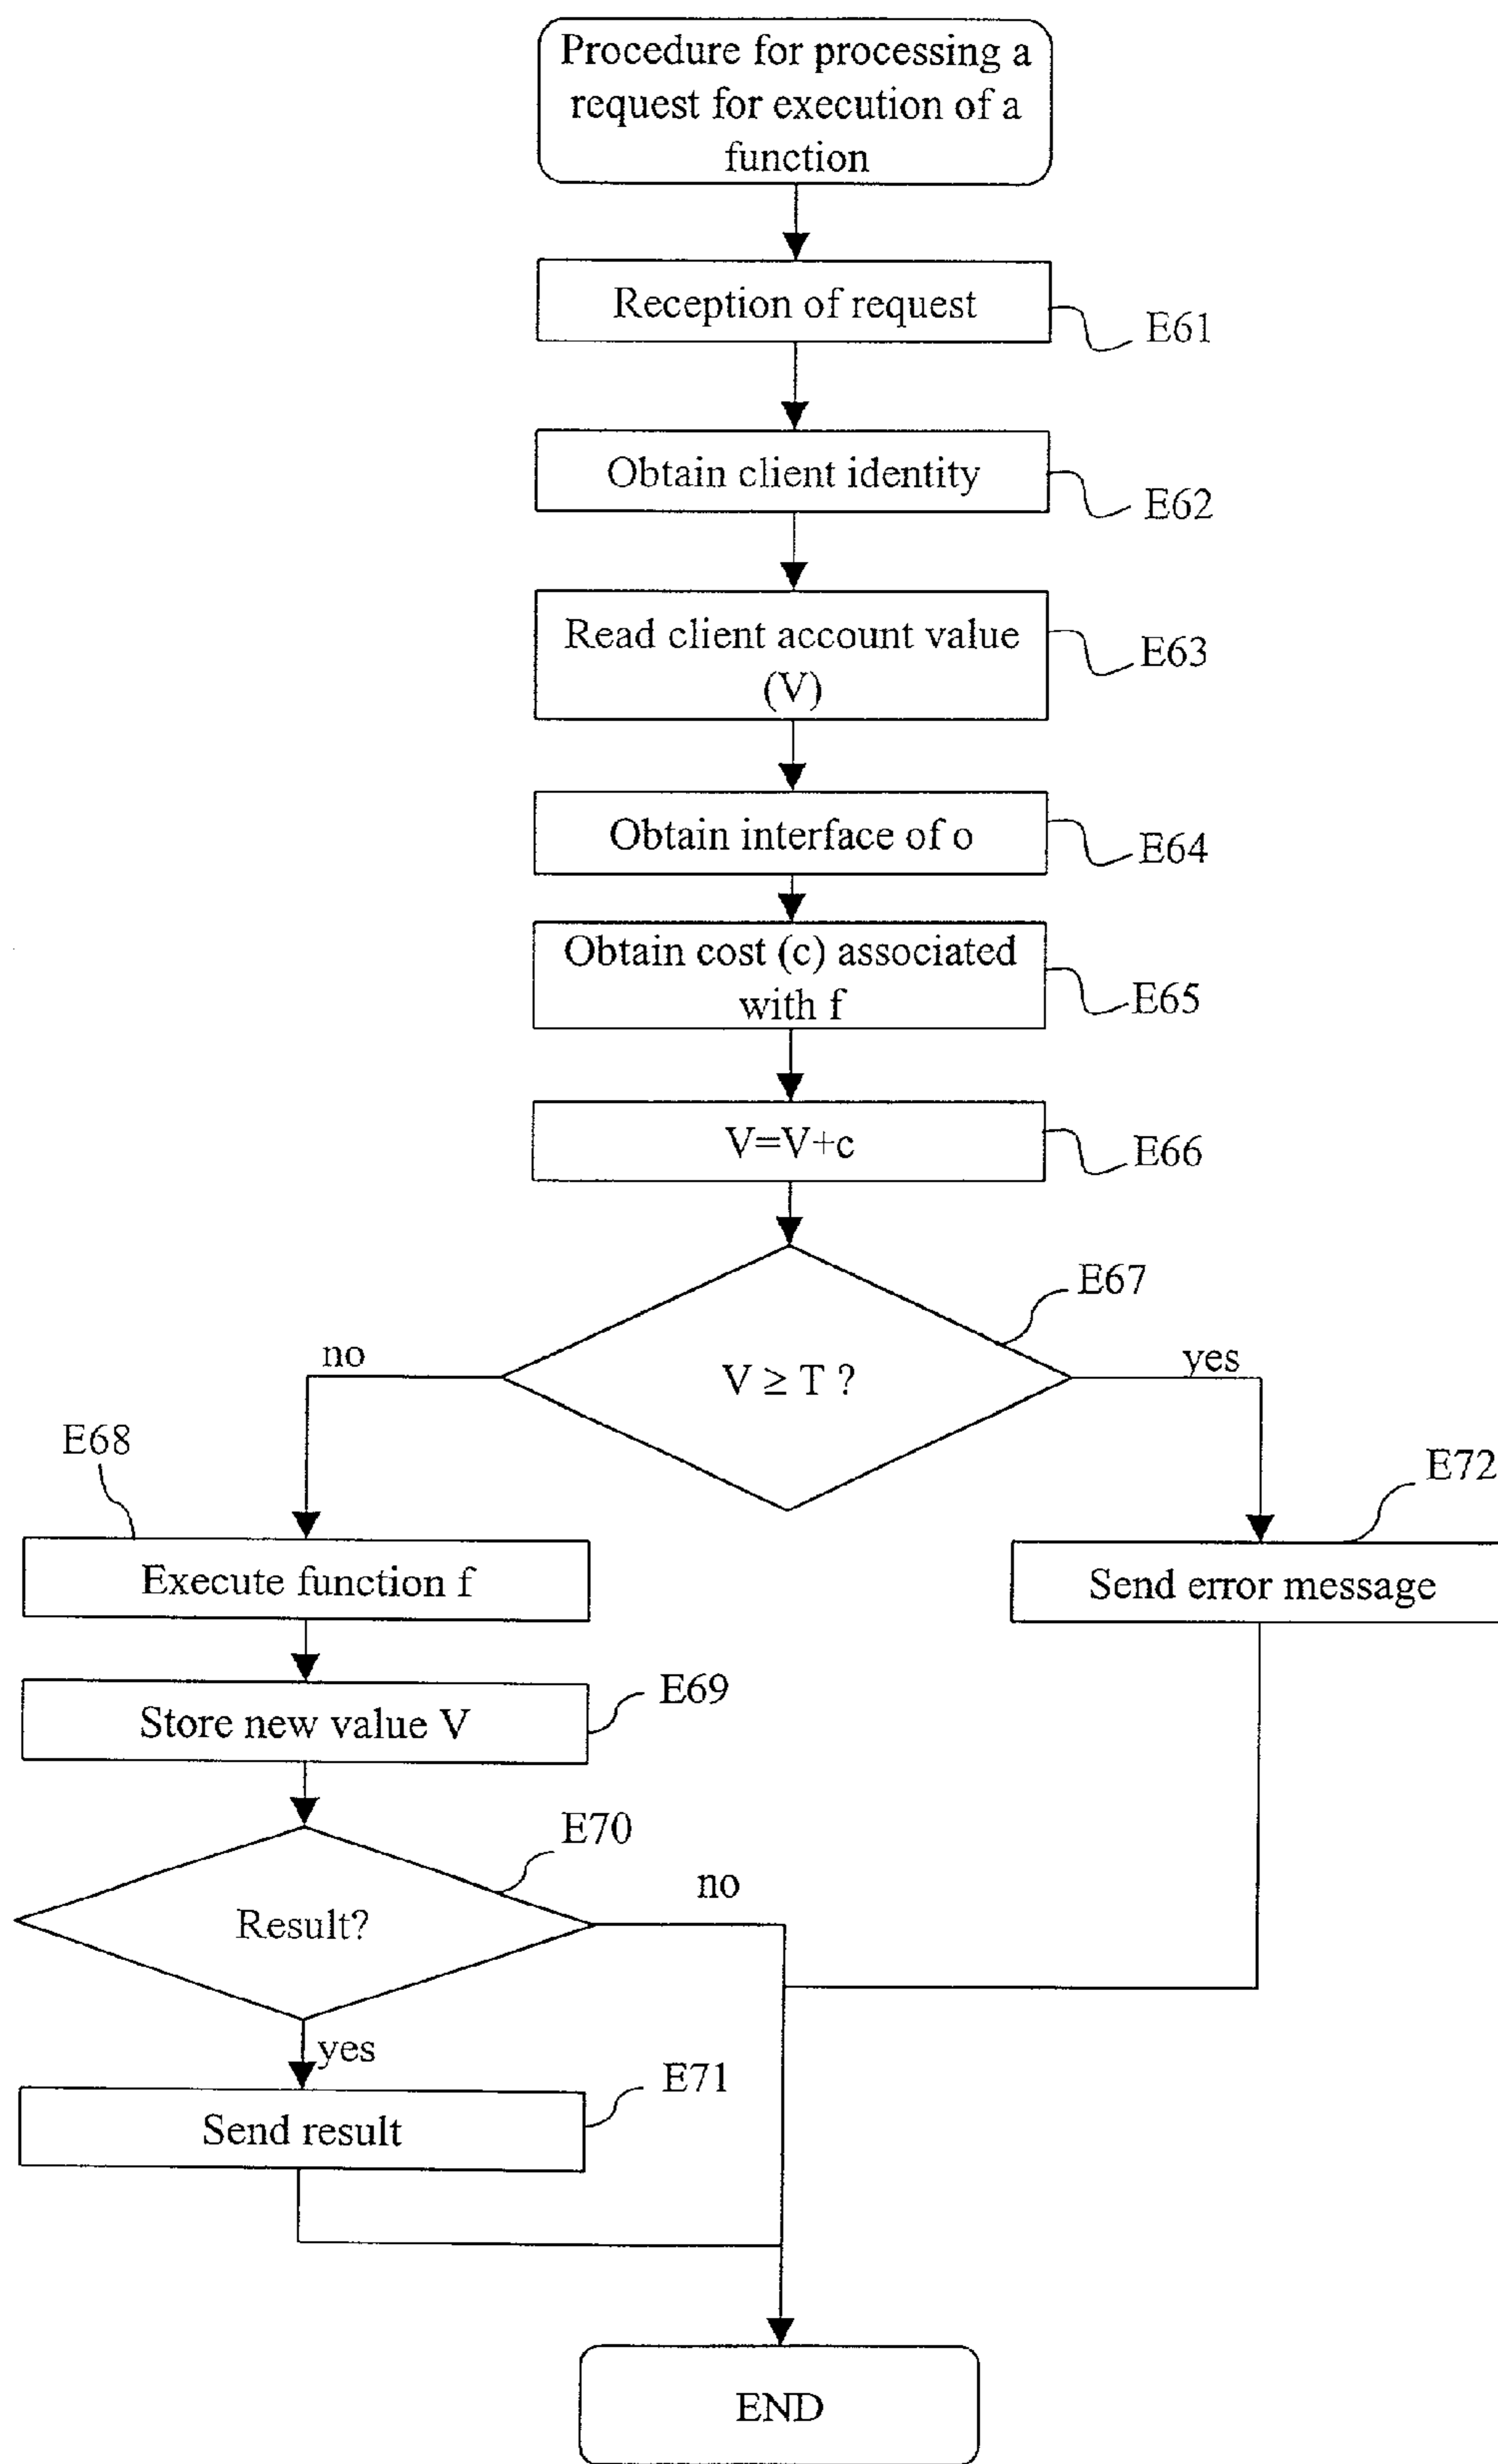 Procedure for processing a
request for execution of a
function
Reception of request
E61
Obtain client identity
E62
Read client account value
(V)
E63
Obtain interface of o
E64
Obtain cost (c) associated
with f
E65
V=V+c
E66
E67
V ≥ T ?
no
yes
E68
E72
Execute function f
Send error message
Store new value V
E69
E70
Result?
no
yes
E71
Send result
END